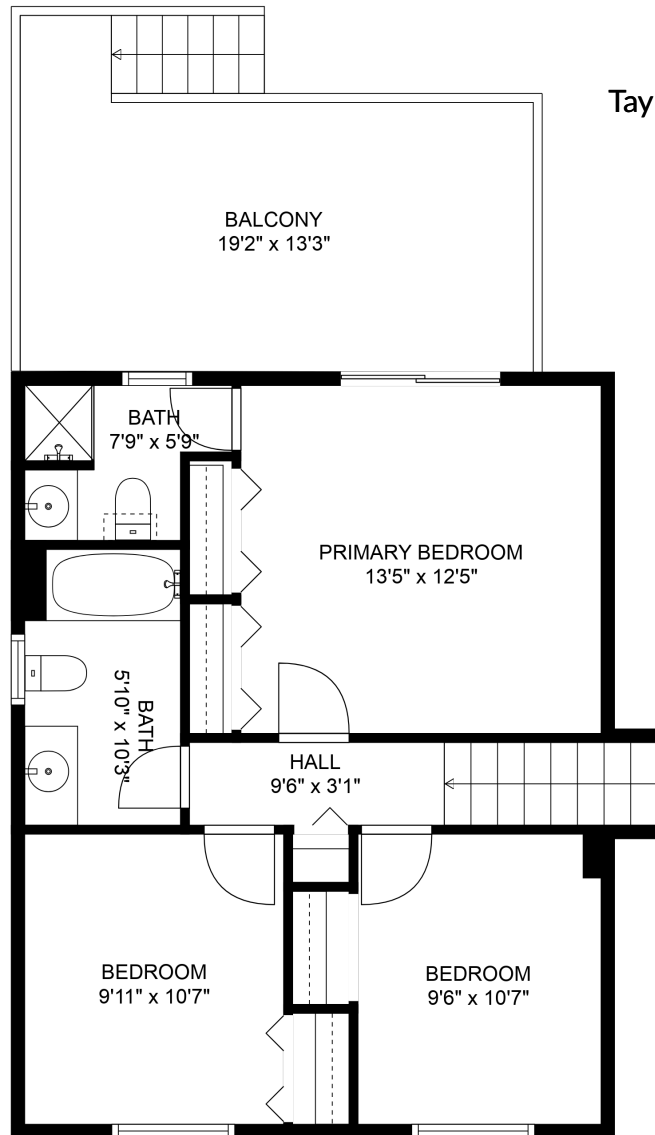 Tay
BALCONY
19'2" x 13'3"
BATH
7'9" x 5'9"
PRIMARY BEDROOM
13'5" x 12'5"
BATH
5'10" x 10'3"
HALL
9'6" x 3'1"
BEDROOM
9'11" x 10'7"
BEDROOM
9'6" x 10'7"